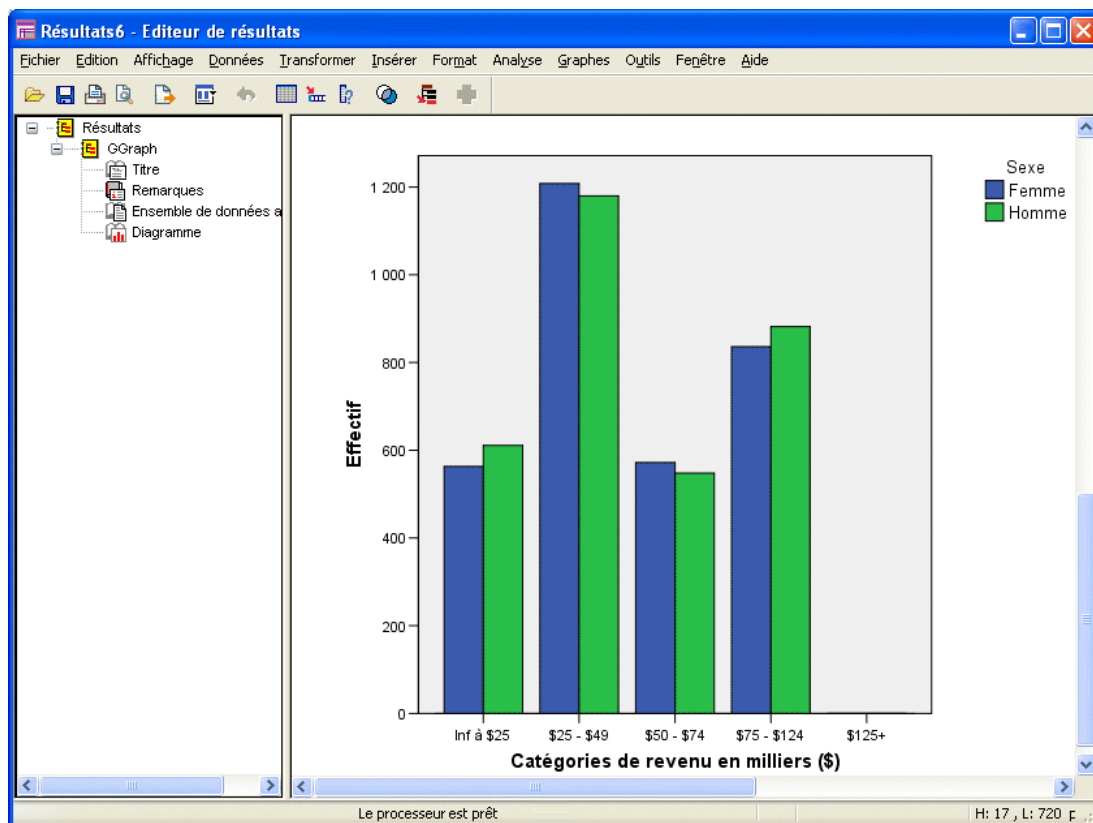 Résultats6 - Editeur de résultats
Fichier Edition Affichage Données Transformer Insérer Format Analyse Graphes Outils Fenêtre Aide
Résultats
GGraph
Titre
Remarques
Ensemble de données a
Diagramme
Sexe
Femme
Homme
1 200
1 000
800
600
400
200
0
Effectif
Inf à $25 $25 - $49 $50 - $74 $75 - $124 $125+
Catégories de revenu en milliers ($)
Le processeur est prêt H: 17 , L: 720 p